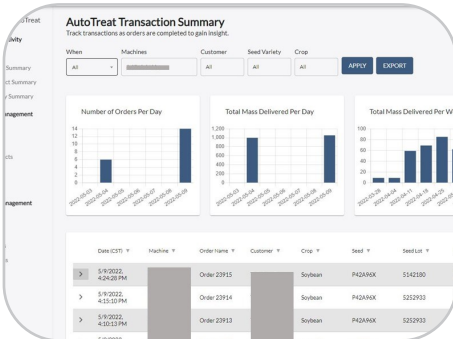 AutoTreat
AutoTreat Transaction Summary
Track transactions as orders are completed to gain insight.
When Machines Customer Seed Variety Crop
All All All All APPLY EXPORT
Summary
Summary
Summary
Number of Orders Per Day
14
12
10
8
6
4
2
0
2022-05-03 2022-05-04 2022-05-05 2022-05-06 2022-05-07 2022-05-08 2022-05-09
Total Mass Delivered Per Day
1,200
1,000
800
600
400
200
0
2022-05-03 2022-05-04 2022-05-05 2022-05-06 2022-05-07 2022-05-08 2022-05-09
Total Mass Delivered Per W
100
80
60
40
20
0
2022-03-28 2022-04-04 2022-04-11 2022-04-18 2022-04-25 2022-05
Date (CST) Machine Order Name Customer Crop Seed Seed Lot
5/9/2022,
4:24:28 PM Order 23915 Soybean P42A96X 5142180
5/9/2022,
4:15:10 PM Order 23914 Soybean P42A96X 5252933
5/9/2022,
4:10:13 PM Order 23913 Soybean P42A96X 5252933